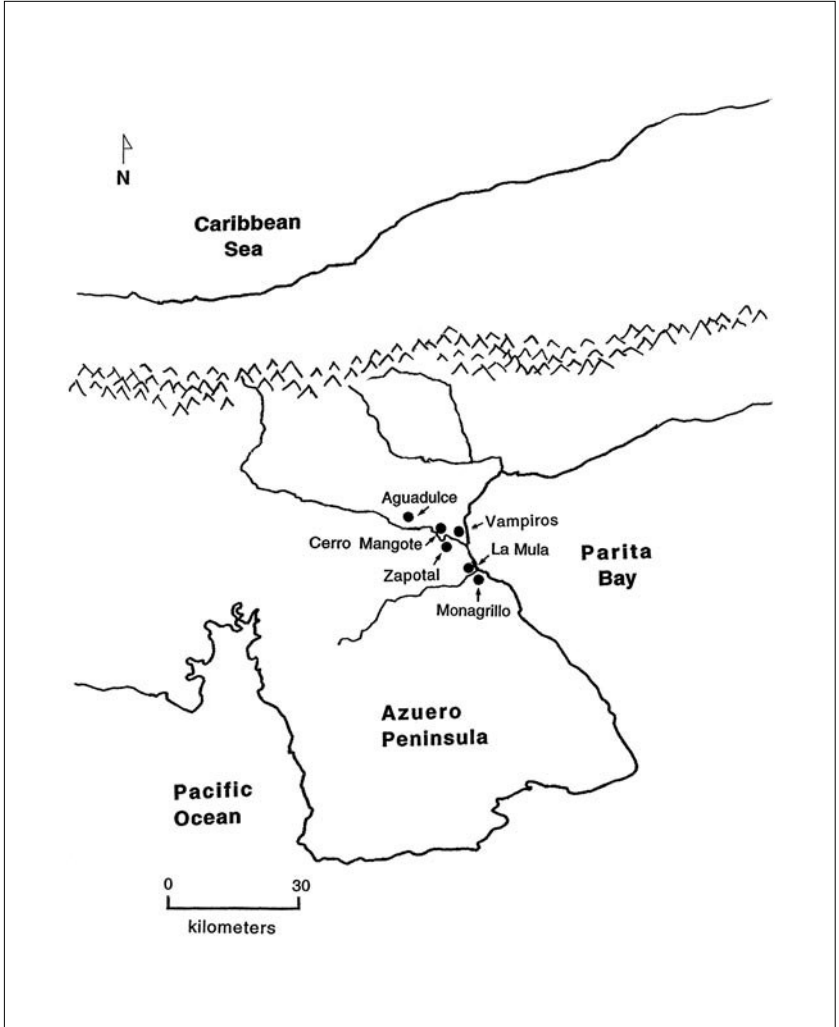 N
Caribbean
Sea
Aguadulce
Vampiros
Cerro Mangote
La Mula
Zapotal
Monagrillo
Parita
Bay
Azuero
Peninsula
Pacific
Ocean
0 30
kilometers